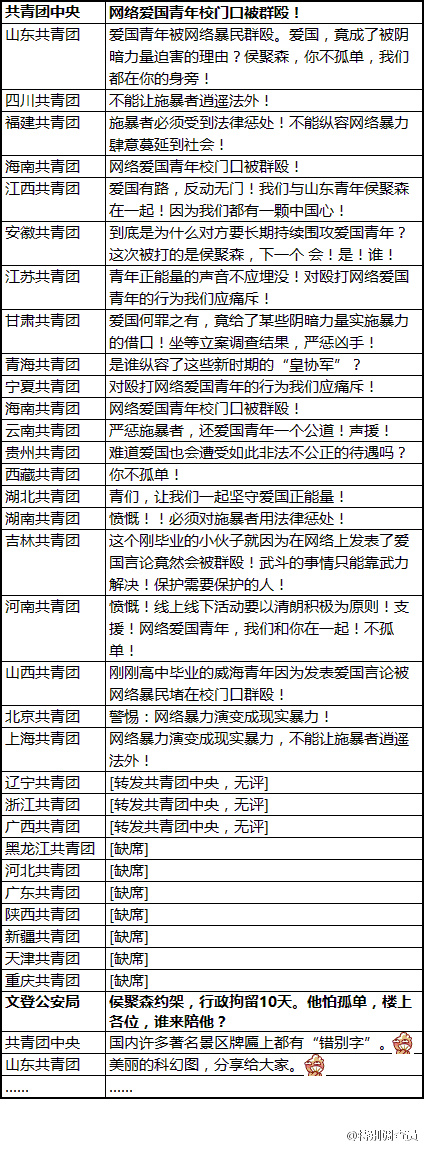 共青团中央 网络爱国青年校门口被群殴！
山东共青团 爱国青年被网络暴民群殴。爱国，竟成了被阴
暗力量迫害的理由？侯聚森，你不孤单，我们
都在你的身旁！
四川共青团 不能让施暴者逍遥法外！
福建共青团 施暴者必须受到法律惩处！不能纵容网络暴力
肆意蔓延到社会！
海南共青团 网络爱国青年校门口被群殴！
江西共青团 爱国有路，反动无门！我们与山东青年侯聚森
在一起！因为我们都有一颗中国心！
安徽共青团 到底是为什么对方要长期持续围攻爱国青年？
这次被打的是侯聚森，下一个 会！是！谁！
江苏共青团 青年正能量的声音不应埋没！对殴打网络爱国
青年的行为我们应痛斥！
甘肃共青团 爱国何罪之有，竟给了某些阴暗力量实施暴力
的借口！坐等立案调查结果，严惩凶手！
青海共青团 是谁纵容了这些新时期的“皇协军”？
宁夏共青团 对殴打网络爱国青年的行为我们应痛斥！
海南共青团 网络爱国青年校门口被群殴！
云南共青团 严惩施暴者，还爱国青年一个公道！声援！
贵州共青团 难道爱国也会遭受如此非法不公正的待遇吗？
西藏共青团 你不孤单！
湖北共青团 青们，让我们一起坚守爱国正能量！
湖南共青团 愤慨！！必须对施暴者用法律惩处！
吉林共青团 这个刚毕业的小伙子就因为在网络上发表了爱
国言论竟然会被群殴！武斗的事情只能靠武力
解决！保护需要保护的人！
河南共青团 愤慨！线上线下活动要以清朗积极为原则！支
援！网络爱国青年，我们和你在一起！不孤
单！
山西共青团 刚刚高中毕业的威海青年因为发表爱国言论被
网络暴民堵在校门口群殴！
北京共青团 警惕：网络暴力演变成现实暴力！
上海共青团 网络暴力演变成现实暴力，不能让施暴者逍遥
法外！
辽宁共青团 [转发共青团中央，无评]
浙江共青团 [转发共青团中央，无评]
广西共青团 [转发共青团中央，无评]
黑龙江共青团 [缺席]
河北共青团 [缺席]
广东共青团 [缺席]
陕西共青团 [缺席]
新疆共青团 [缺席]
天津共青团 [缺席]
重庆共青团 [缺席]
文登公安局 侯聚森约架，行政拘留10天。他怕孤单，楼上
各位，谁来陪他？
共青团中央 国内许多著名景区牌匾上都有“错别字”。
山东共青团 美丽的科幻图，分享给大家。
…… ……